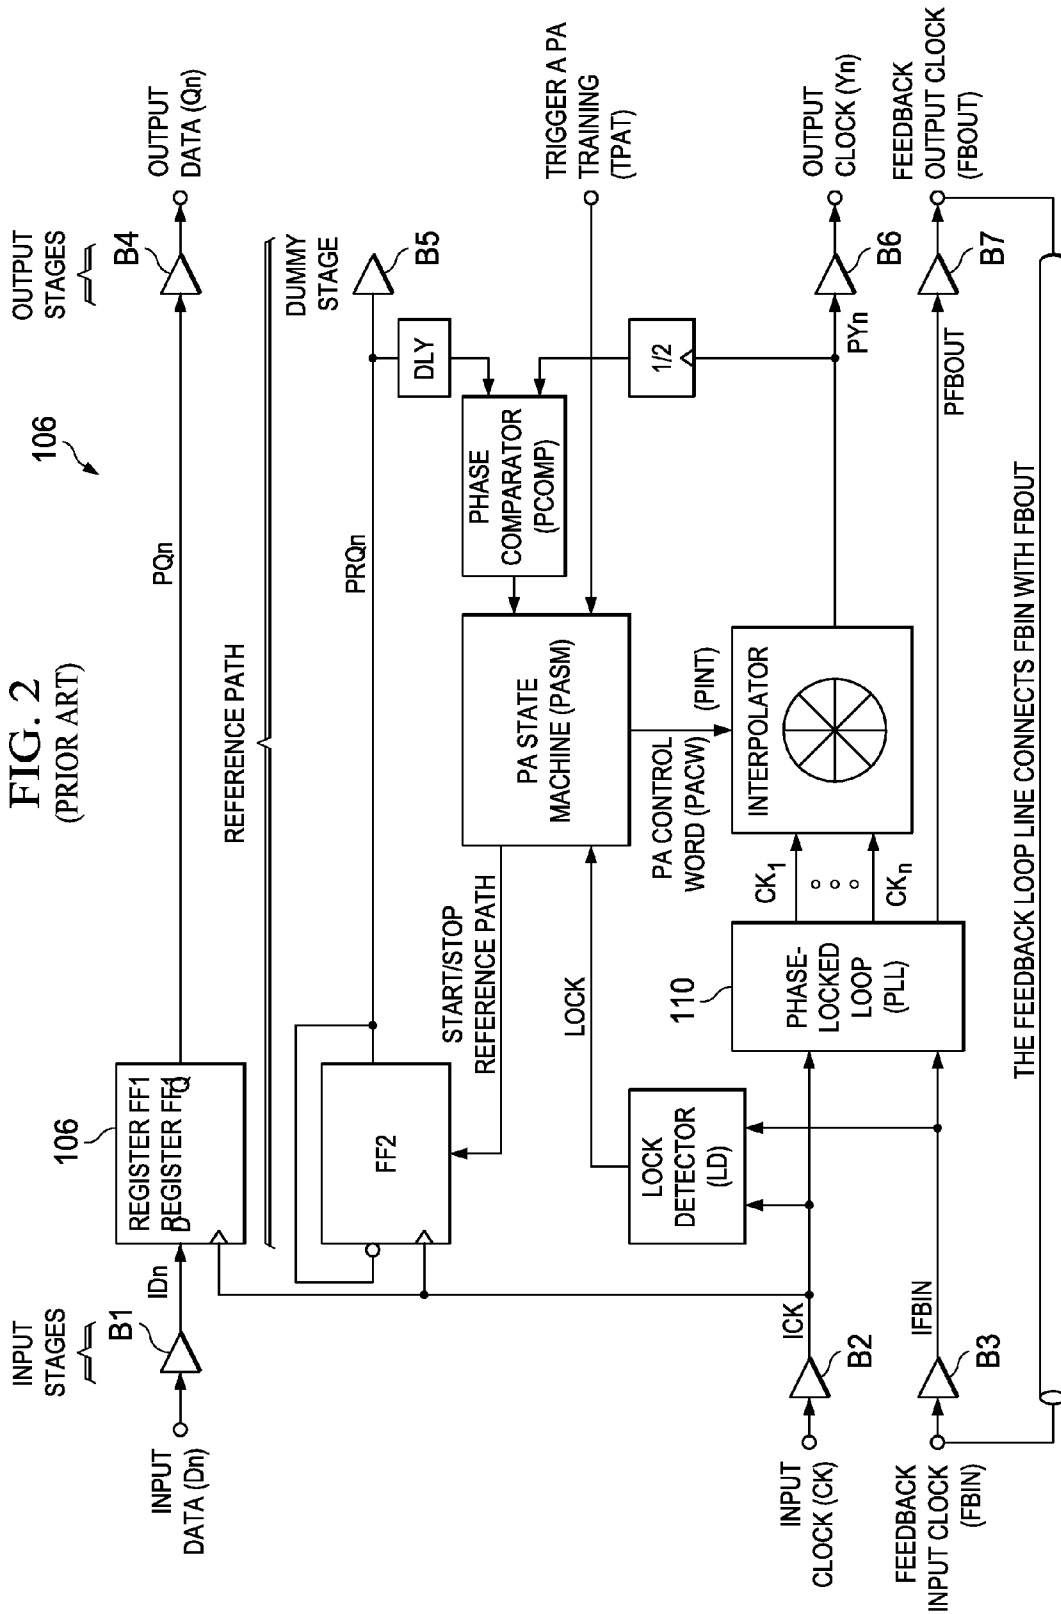 FIG. 2
(PRIOR ART)
106
INPUT
STAGES
OUTPUT
STAGES
INPUT
DATA (Dn)
B1
IDn
106
REGISTER FF1
REGISTER FF1
D
Q
PQn
B4
OUTPUT
DATA (Qn)
REFERENCE PATH
FF2
PRQn
DUMMY
STAGE
B5
DLY
START/STOP
REFERENCE PATH
PHASE
COMPARATOR
(PCOMP)
TRIGGER A PA
TRAINING
(TPAT)
LOCK
PA STATE
MACHINE (PASM)
1/2
LOCK
DETECTOR
(LD)
PA CONTROL
WORD (PACW)
(PINT)
INPUT
CLOCK (CK)
B2
ICK
110
PHASE-
LOCKED
LOOP
(PLL)
CK1
CKn
INTERPOLATOR
PYn
B6
OUTPUT
CLOCK (Yn)
FEEDBACK
INPUT CLOCK
(FBIN)
B3
IFBIN
PFBOUT
B7
FEEDBACK
OUTPUT CLOCK
(FBOUT)
THE FEEDBACK LOOP LINE CONNECTS FBIN WITH FBOUT